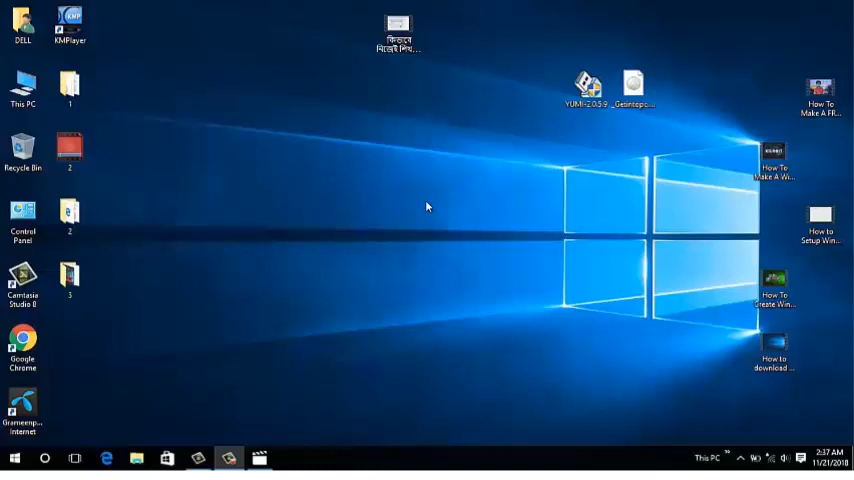 DELL
KMPlayer
This PC
1
Recycle Bin
2
Control
Panel
2
Camtasia
Studio 8
3
Google
Chrome
Grameenp...
Internet
কিভাবে
নিজেই শিখ...
YUMI-2.0.5.9
_Getintopc...
How To
Make A FR...
How To
Make A Wi...
How to
Setup Win...
How To
Create Win...
How to
download ...
This PC
2:37 AM
11/21/2018